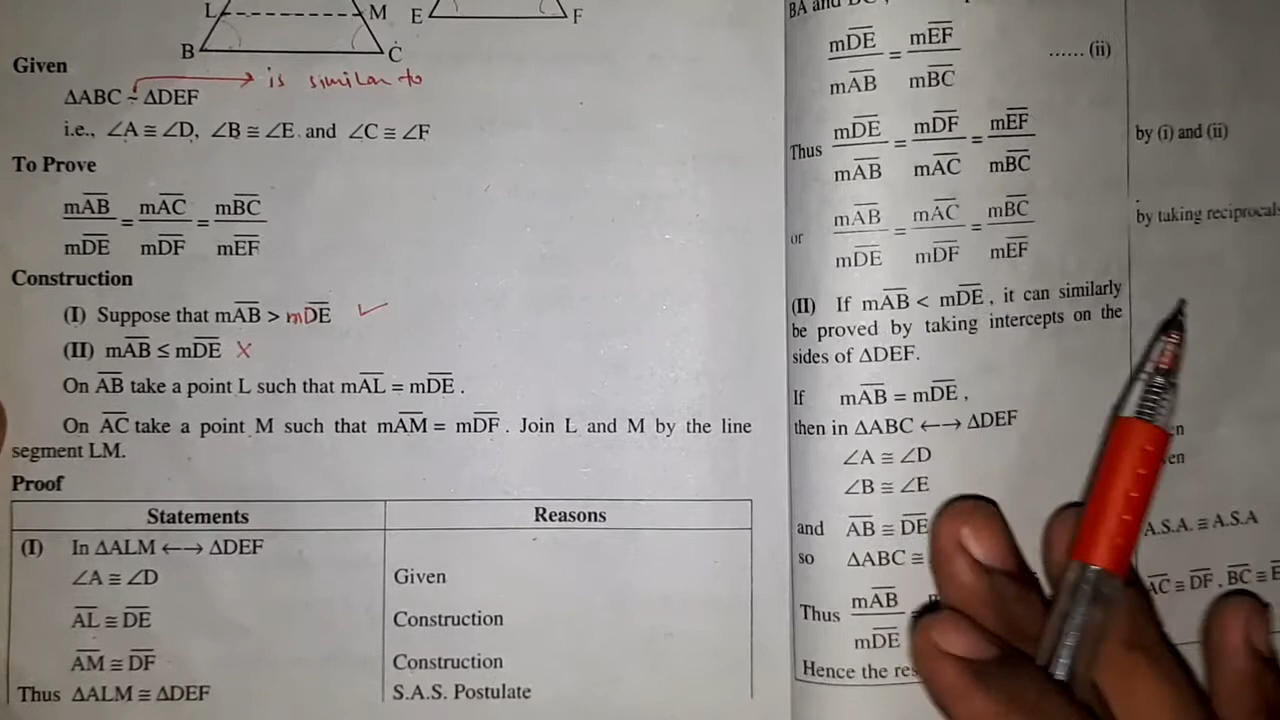 L M E F
B C
Given
is similar to
ΔABC ~ ΔDEF
i.e., ∠A ≅ ∠D, ∠B ≅ ∠E and ∠C ≅ ∠F
To Prove
mAB̅/mDE̅ = mAC̅/mDF̅ = mBC̅/mEF̅
Construction
(I) Suppose that mAB̅ > mDE̅ ✓
(II) mAB̅ ≤ mDE̅ X
On AB̅ take a point L such that mAL̅ = mDE̅ .
On AC̅ take a point M such that mAM̅ = mDF̅ . Join L and M by the line
segment LM.
Proof
Statements Reasons
(I) In ΔALM ←→ ΔDEF
∠A ≅ ∠D Given
AL̅ ≅ DE̅ Construction
AM̅ ≅ DF̅ Construction
Thus ΔALM ≅ ΔDEF S.A.S. Postulate
BA and
mDE̅/mAB̅ = mEF̅/mBC̅ ...... (ii)
Thus mDE̅/mAB̅ = mDF̅/mAC̅ = mEF̅/mBC̅ by (i) and (ii)
or mAB̅/mDE̅ = mAC̅/mDF̅ = mBC̅/mEF̅ by taking reciprocals
(II) If mAB̅ < mDE̅, it can similarly
be proved by taking intercepts on the
sides of ΔDEF.
If mAB̅ = mDE̅ ,
then in ΔABC ←→ ΔDEF
∠A ≅ ∠D
∠B ≅ ∠E
and AB̅ ≅ DE̅
so ΔABC ≅ A.S.A. ≅ A.S.A
Thus mAB̅/mDE̅ = AC̅ ≅ DF̅ , BC̅ ≅
Hence the